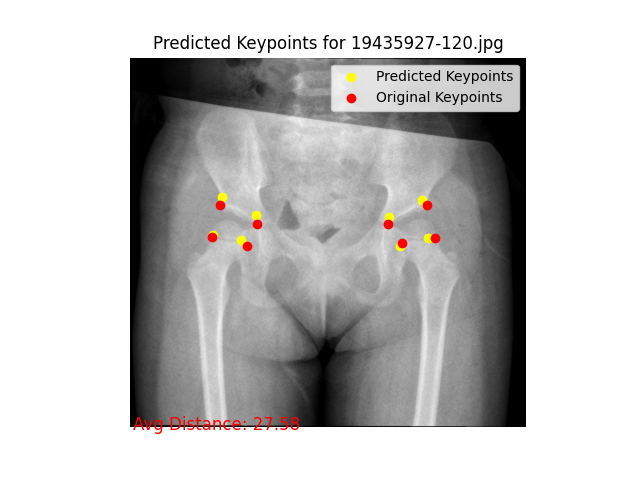 Predicted Keypoints for 19435927-120.jpg
Predicted Keypoints
Original Keypoints
Avg Distance: 27.58